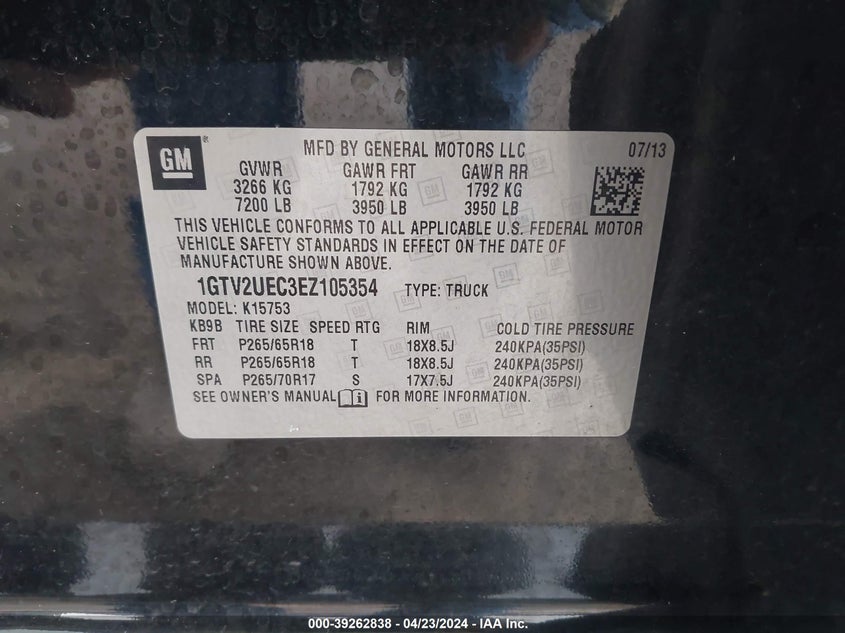 GM
MFD BY GENERAL MOTORS LLC 07/13
GVWR GAWR FRT GAWR RR
3266 KG 1792 KG 1792 KG
7200 LB 3950 LB 3950 LB
THIS VEHICLE CONFORMS TO ALL APPLICABLE U.S. FEDERAL MOTOR
VEHICLE SAFETY STANDARDS IN EFFECT ON THE DATE OF
MANUFACTURE SHOWN ABOVE.
1GTV2UEC3EZ105354 TYPE: TRUCK
MODEL: K15753
KB9B TIRE SIZE SPEED RTG RIM COLD TIRE PRESSURE
FRT P265/65R18 T 18X8.5J 240KPA(35PSI)
RR P265/65R18 T 18X8.5J 240KPA(35PSI)
SPA P265/70R17 S 17X7.5J 240KPA(35PSI)
SEE OWNER'S MANUAL FOR MORE INFORMATION.
000-39262838 - 04/23/2024 - IAA Inc.